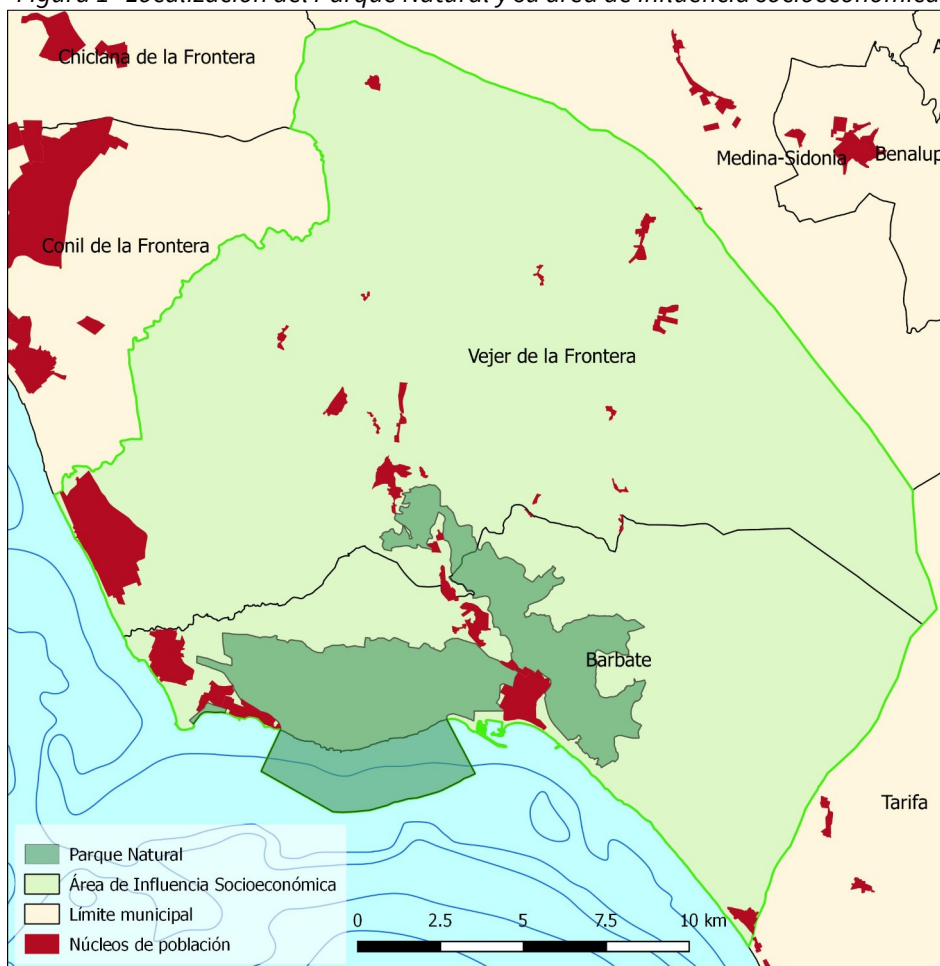 Figura 1- Localización del Parque Natural y su área de influencia socioeconómica
Chiclana de la Frontera
A
Medina-Sidonia
Benalup
Conil de la Frontera
Vejer de la Frontera
Barbate
Tarifa
Parque Natural
Área de Influencia Socioeconómica
Límite municipal
Núcleos de población
0 2.5 5 7.5 10 km